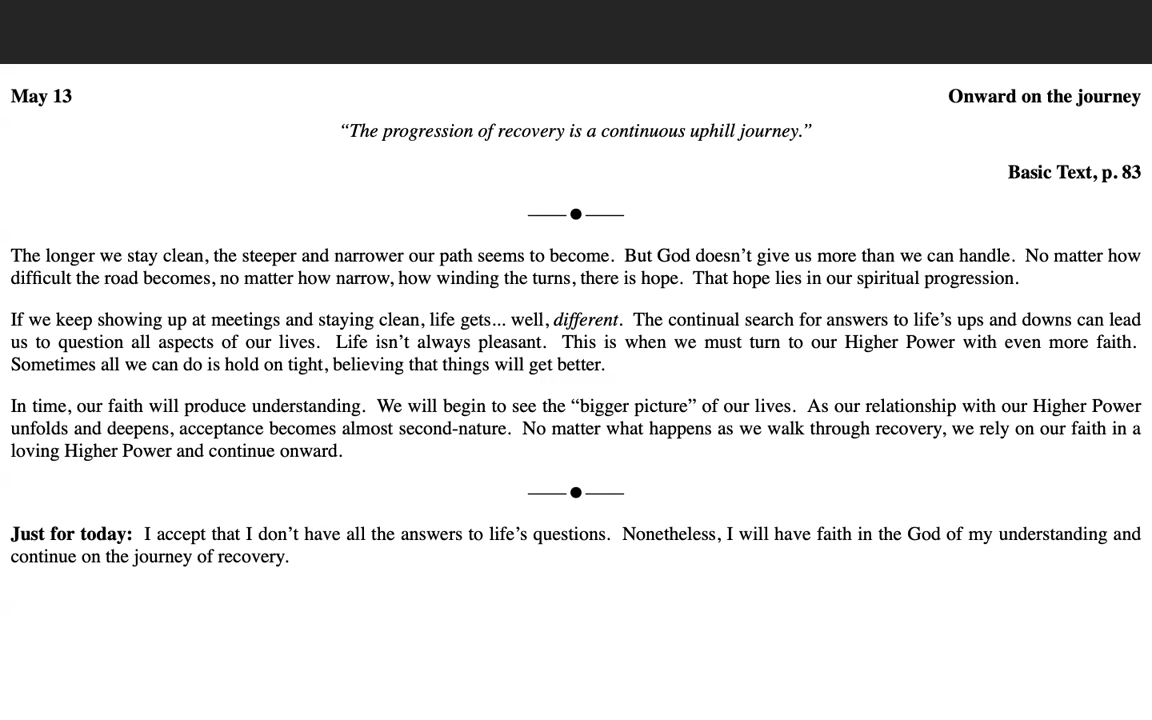 May 13 Onward on the journey
“The progression of recovery is a continuous uphill journey.”
Basic Text, p. 83
The longer we stay clean, the steeper and narrower our path seems to become. But God doesn’t give us more than we can handle. No matter how
difficult the road becomes, no matter how narrow, how winding the turns, there is hope. That hope lies in our spiritual progression.
If we keep showing up at meetings and staying clean, life gets... well, different. The continual search for answers to life’s ups and downs can lead
us to question all aspects of our lives. Life isn’t always pleasant. This is when we must turn to our Higher Power with even more faith.
Sometimes all we can do is hold on tight, believing that things will get better.
In time, our faith will produce understanding. We will begin to see the “bigger picture” of our lives. As our relationship with our Higher Power
unfolds and deepens, acceptance becomes almost second-nature. No matter what happens as we walk through recovery, we rely on our faith in a
loving Higher Power and continue onward.
Just for today: I accept that I don’t have all the answers to life’s questions. Nonetheless, I will have faith in the God of my understanding and
continue on the journey of recovery.